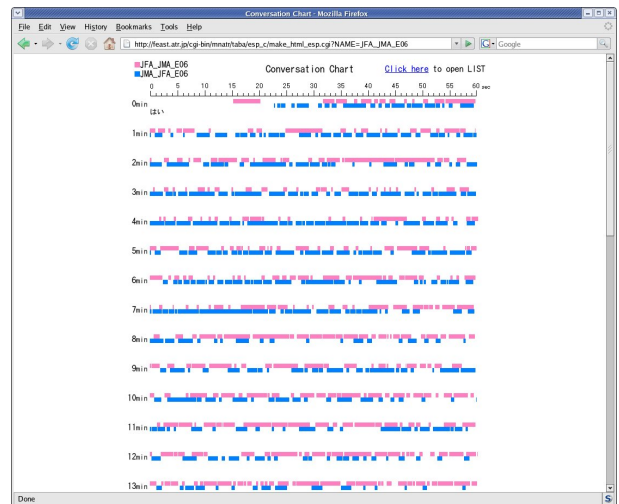 Conversation Chart - Mozilla Firefox
File Edit View History Bookmarks Tools Help
http://feast.atr.jp/cgi-bin/mnatr/taba/esp_c/make_html_esp.cgi?NAME=JFA_JMA_E06
Google
JFA_JMA_E06
JMA_JFA_E06
Conversation Chart
Click here to open LIST
0 5 10 15 20 25 30 35 40 45 50 55 60 sec
0min
はい
1min
2min
3min
4min
5min
6min
7min
8min
9min
10min
11min
12min
13min
Done